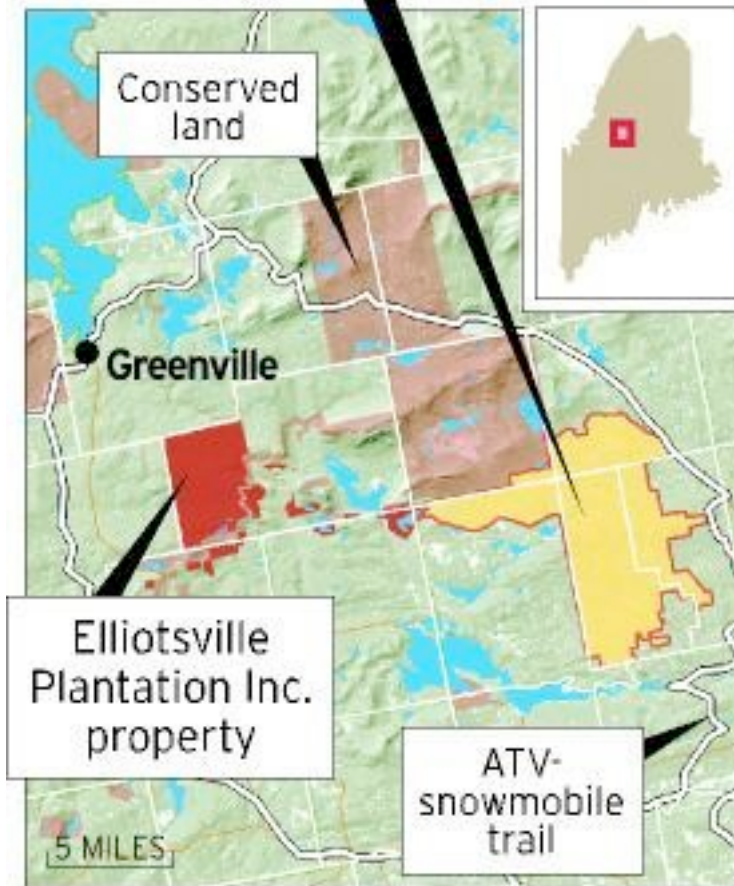 Conserved
land
Greenville
Elliotsville
Plantation Inc.
property
ATV-
snowmobile
trail
5 MILES